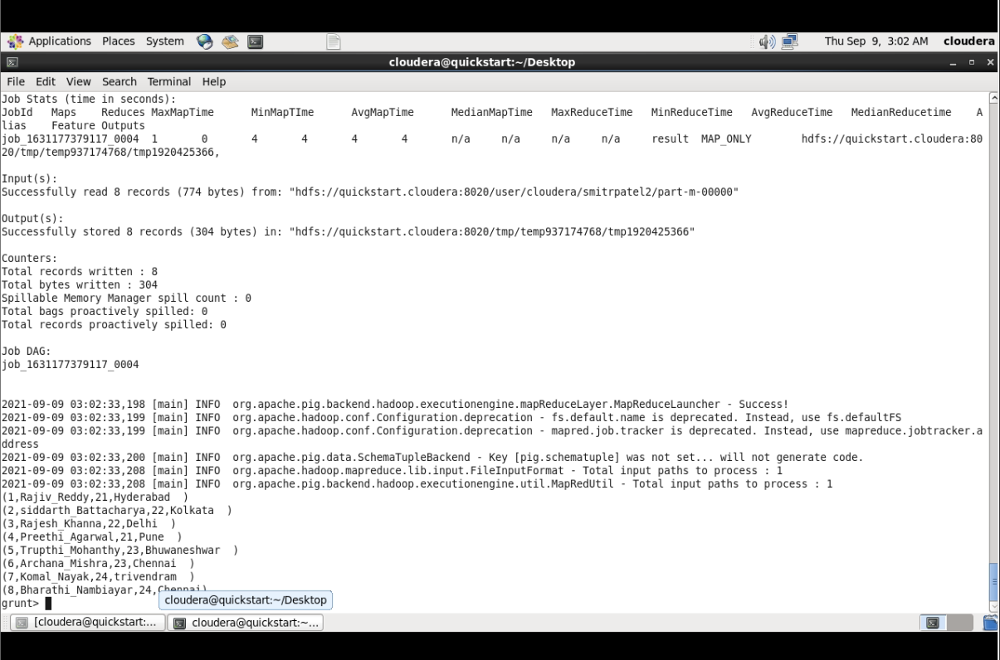 Applications Places System Thu Sep 9, 3:02 AM cloudera
cloudera@quickstart:~/Desktop
File Edit View Search Terminal Help
Job Stats (time in seconds):
JobId Maps Reduces MaxMapTime MinMapTIme AvgMapTime MedianMapTime MaxReduceTime MinReduceTime AvgReduceTime MedianReducetime A
lias Feature Outputs
job_1631177379117_0004 1 0 4 4 4 4 n/a n/a n/a n/a result MAP_ONLY hdfs://quickstart.cloudera:80
20/tmp/temp937174768/tmp1920425366,
Input(s):
Successfully read 8 records (774 bytes) from: "hdfs://quickstart.cloudera:8020/user/cloudera/smitrpatel2/part-m-00000"
Output(s):
Successfully stored 8 records (304 bytes) in: "hdfs://quickstart.cloudera:8020/tmp/temp937174768/tmp1920425366"
Counters:
Total records written : 8
Total bytes written : 304
Spillable Memory Manager spill count : 0
Total bags proactively spilled: 0
Total records proactively spilled: 0
Job DAG:
job_1631177379117_0004
2021-09-09 03:02:33,198 [main] INFO org.apache.pig.backend.hadoop.executionengine.mapReduceLayer.MapReduceLauncher - Success!
2021-09-09 03:02:33,199 [main] INFO org.apache.hadoop.conf.Configuration.deprecation - fs.default.name is deprecated. Instead, use fs.defaultFS
2021-09-09 03:02:33,199 [main] INFO org.apache.hadoop.conf.Configuration.deprecation - mapred.job.tracker is deprecated. Instead, use mapreduce.jobtracker.a
ddress
2021-09-09 03:02:33,200 [main] INFO org.apache.pig.data.SchemaTupleBackend - Key [pig.schematuple] was not set... will not generate code.
2021-09-09 03:02:33,208 [main] INFO org.apache.hadoop.mapreduce.lib.input.FileInputFormat - Total input paths to process : 1
2021-09-09 03:02:33,208 [main] INFO org.apache.pig.backend.hadoop.executionengine.util.MapRedUtil - Total input paths to process : 1
(1,Rajiv_Reddy,21,Hyderabad )
(2,siddarth_Battacharya,22,Kolkata )
(3,Rajesh_Khanna,22,Delhi )
(4,Preethi_Agarwal,21,Pune )
(5,Trupthi_Mohanthy,23,Bhuwaneshwar )
(6,Archana_Mishra,23,Chennai )
(7,Komal_Nayak,24,trivendram )
(8,Bharathi_Nambiayar,24,Chennai)
grunt>
cloudera@quickstart:~/Desktop
[cloudera@quickstart:... cloudera@quickstart:~...